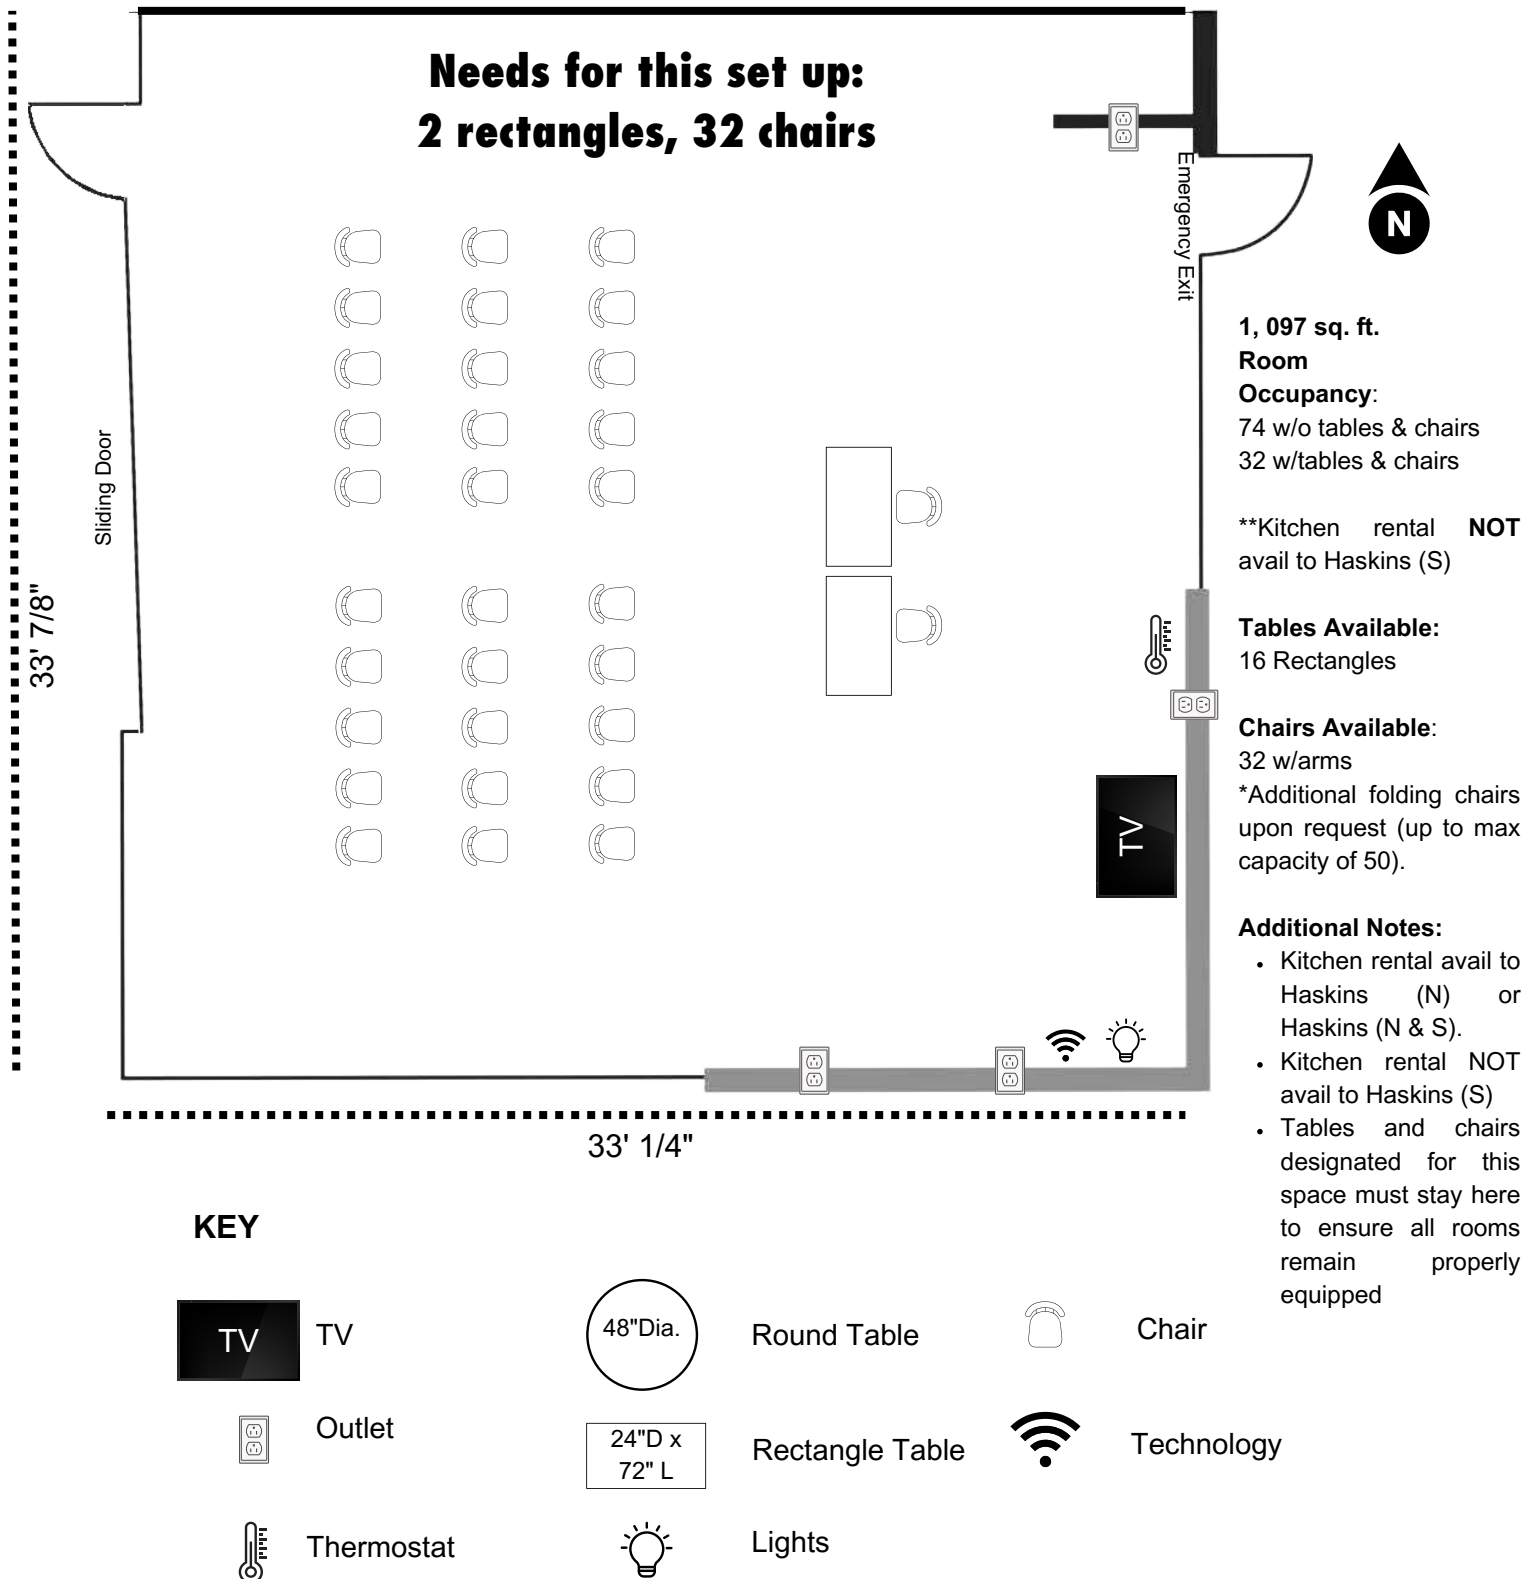 Needs for this set up:
2 rectangles, 32 chairs
Emergency Exit
N
Sliding Door
33' 7/8"
TV
33' 1/4"
1, 097 sq. ft.
Room
Occupancy:
74 w/o tables & chairs
32 w/tables & chairs
**Kitchen rental NOT
avail to Haskins (S)
Tables Available:
16 Rectangles
Chairs Available:
32 w/arms
*Additional folding chairs
upon request (up to max
capacity of 50).
Additional Notes:
• Kitchen rental avail to
Haskins (N) or
Haskins (N & S).
• Kitchen rental NOT
avail to Haskins (S)
• Tables and chairs
designated for this
space must stay here
to ensure all rooms
remain properly
equipped
KEY
TV
TV
48"Dia.
Round Table
Chair
Outlet
24"D x
72" L
Rectangle Table
Technology
Thermostat
Lights